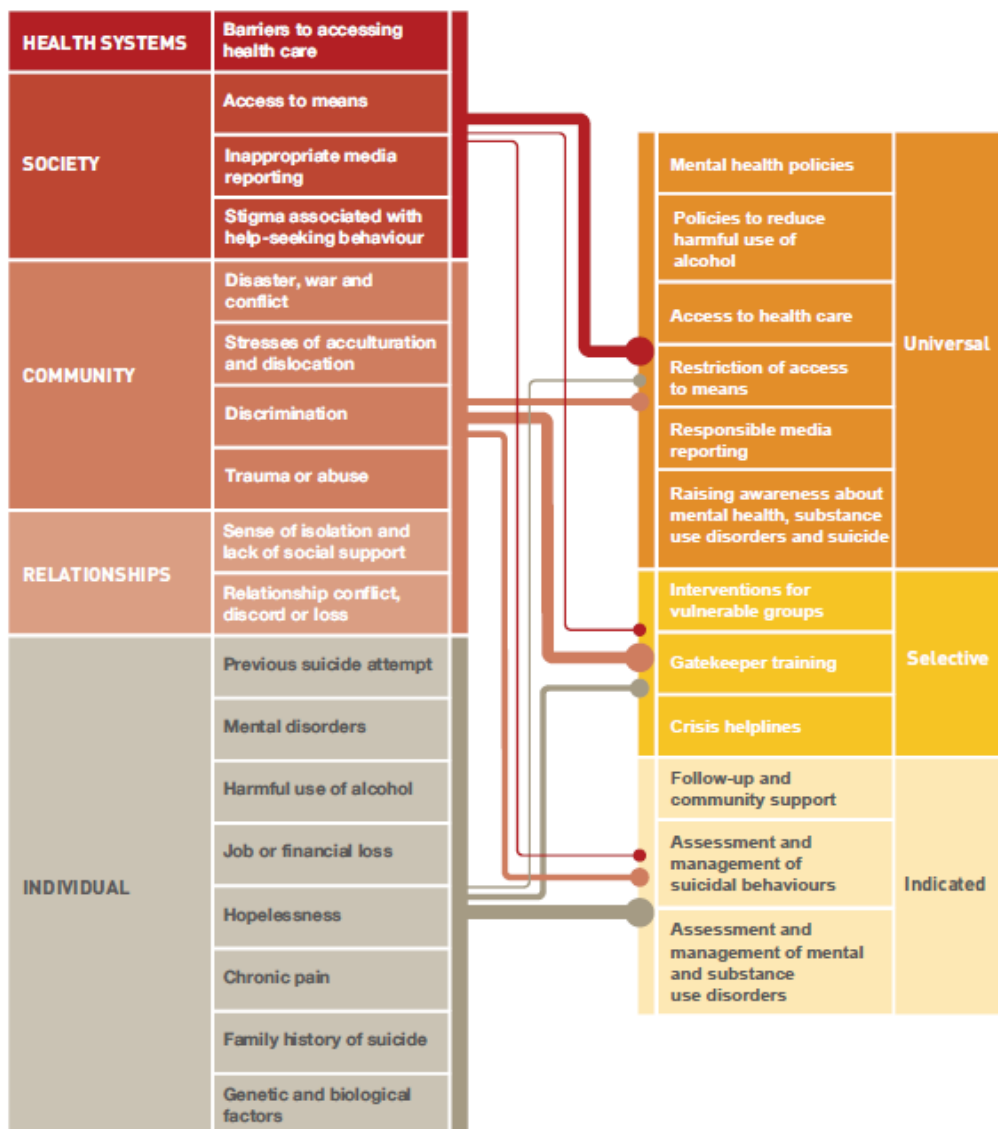 HEALTH SYSTEMS
Barriers to accessing
health care
SOCIETY
Access to means
Inappropriate media
reporting
Stigma associated with
help-seeking behaviour
COMMUNITY
Disaster, war and
conflict
Stresses of acculturation
and dislocation
Discrimination
Trauma or abuse
RELATIONSHIPS
Sense of isolation and
lack of social support
Relationship conflict,
discord or loss
INDIVIDUAL
Previous suicide attempt
Mental disorders
Harmful use of alcohol
Job or financial loss
Hopelessness
Chronic pain
Family history of suicide
Genetic and biological
factors
Mental health policies
Policies to reduce
harmful use of
alcohol
Access to health care
Restriction of access
to means
Responsible media
reporting
Raising awareness about
mental health, substance
use disorders and suicide
Universal
Interventions for
vulnerable groups
Gatekeeper training
Crisis helplines
Selective
Follow-up and
community support
Assessment and
management of
suicidal behaviours
Assessment and
management of mental
and substance
use disorders
Indicated